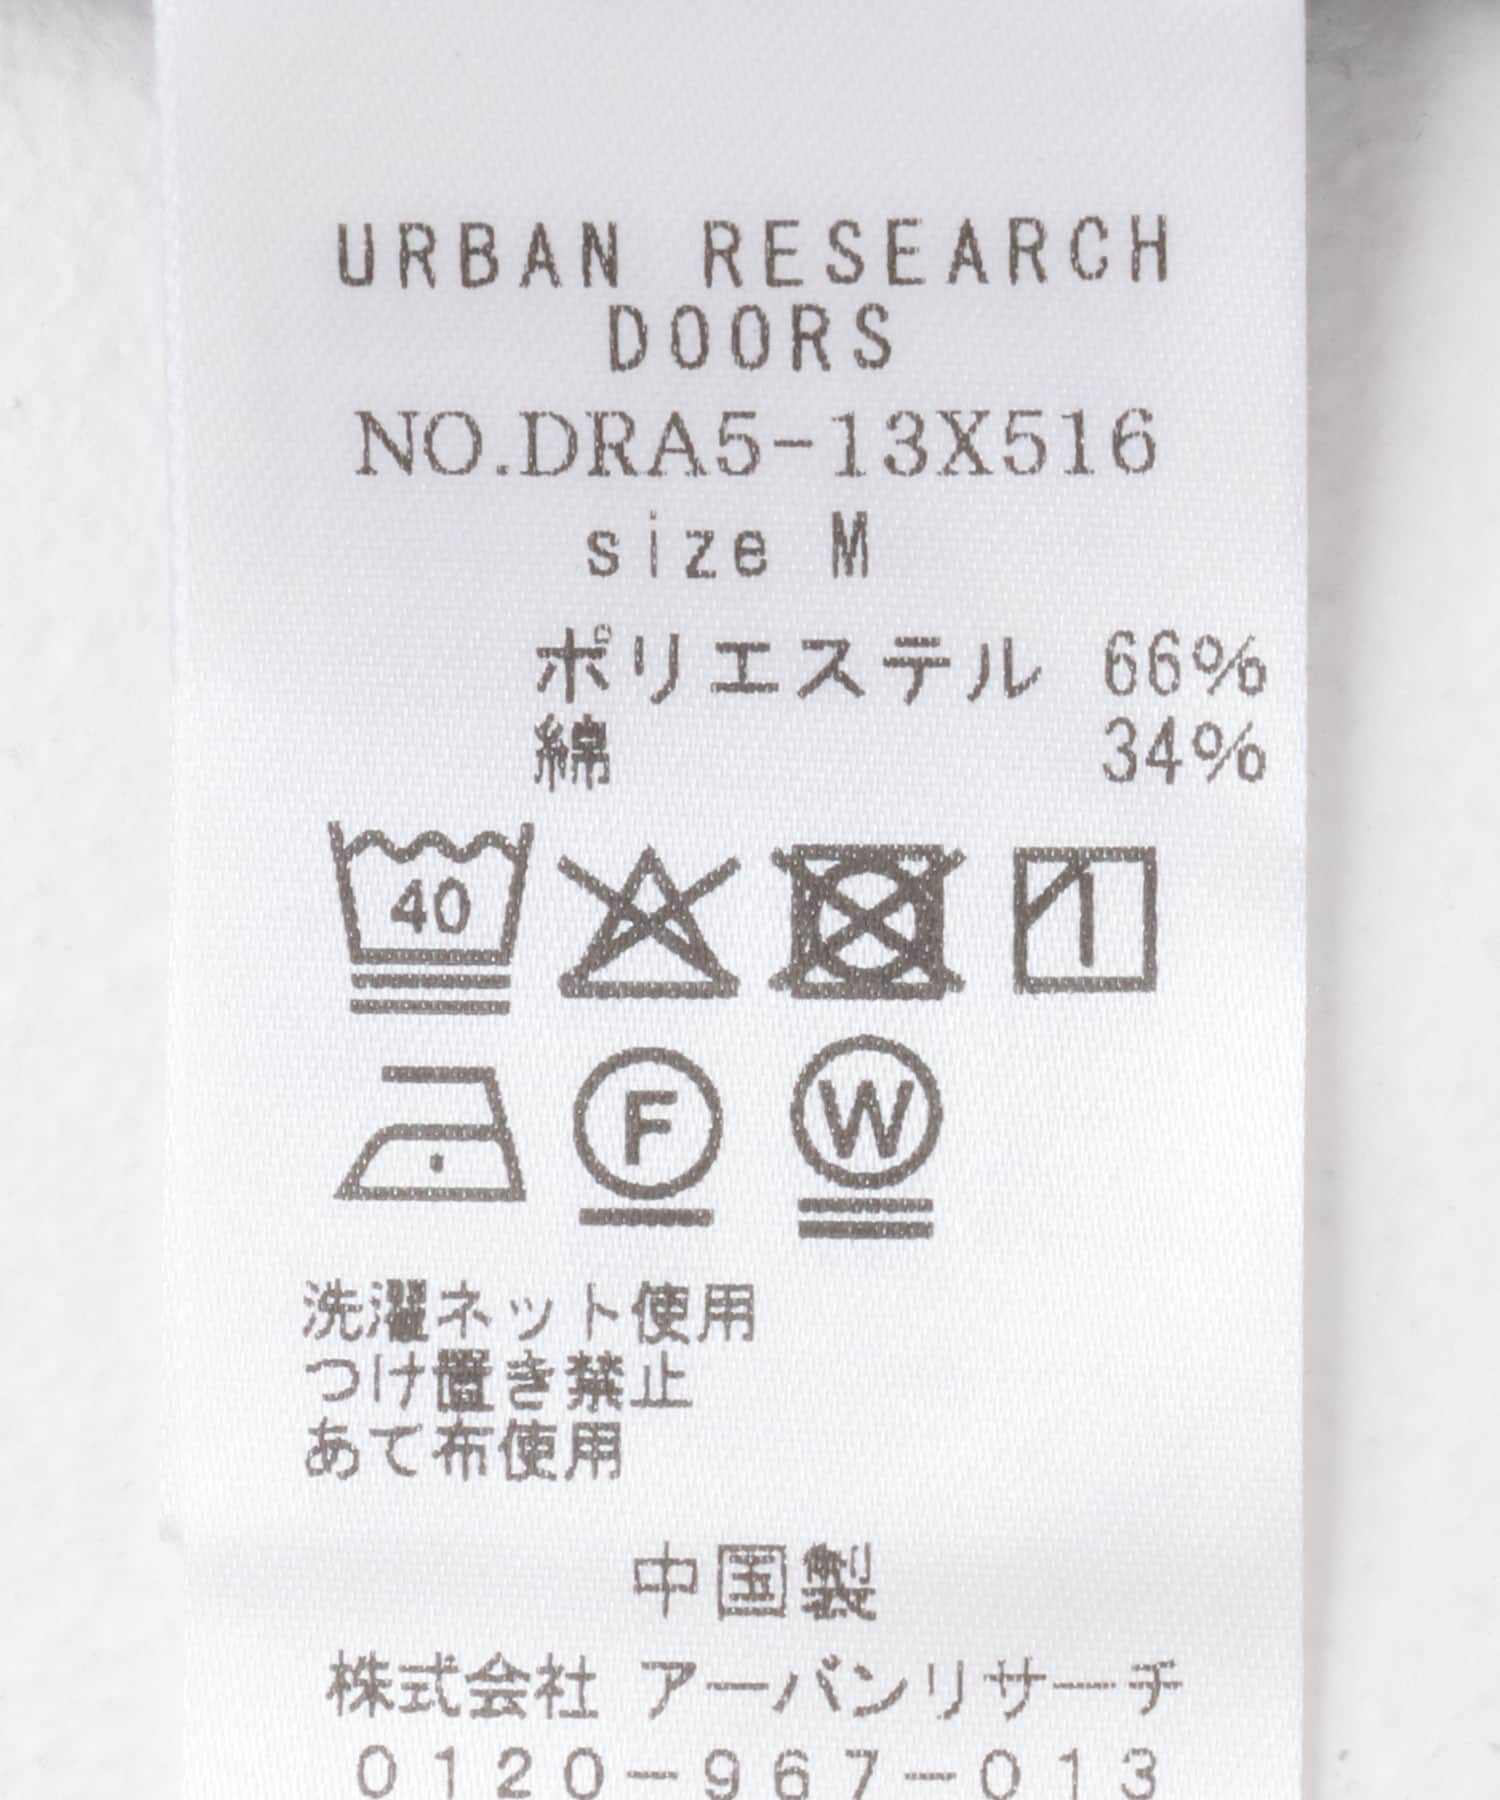 URBAN RESEARCH
DOORS
NO.DRA5-13X516
size M
ポリエステル 66%
綿 34%
40
F W
洗濯ネット使用
つけ置き禁止
あて布使用
中国製
株式会社 アーバンリサーチ
0120-967-013